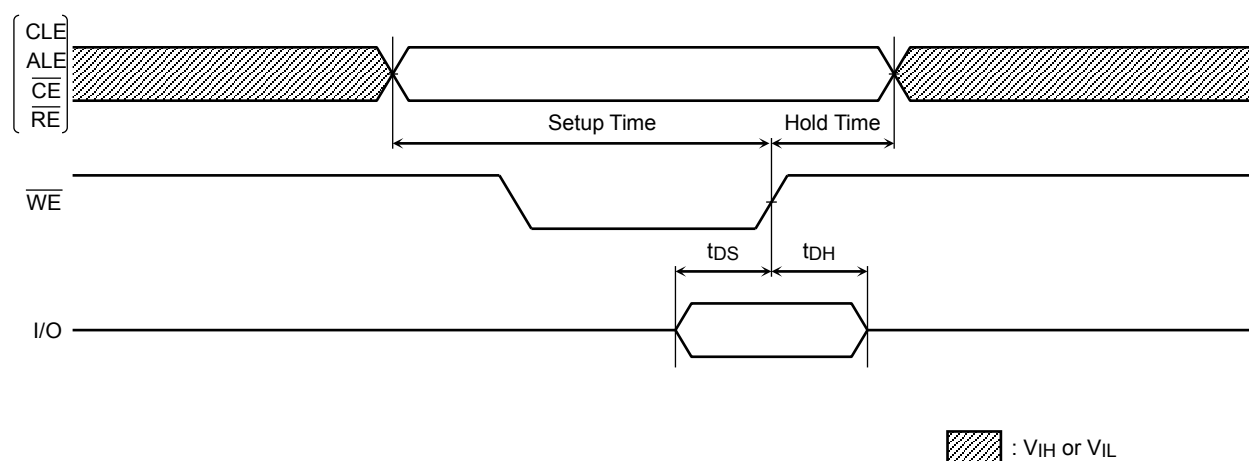 CLE
ALE
CE
RE
Setup Time
Hold Time
WE
tDS
tDH
I/O
: VIH or VIL